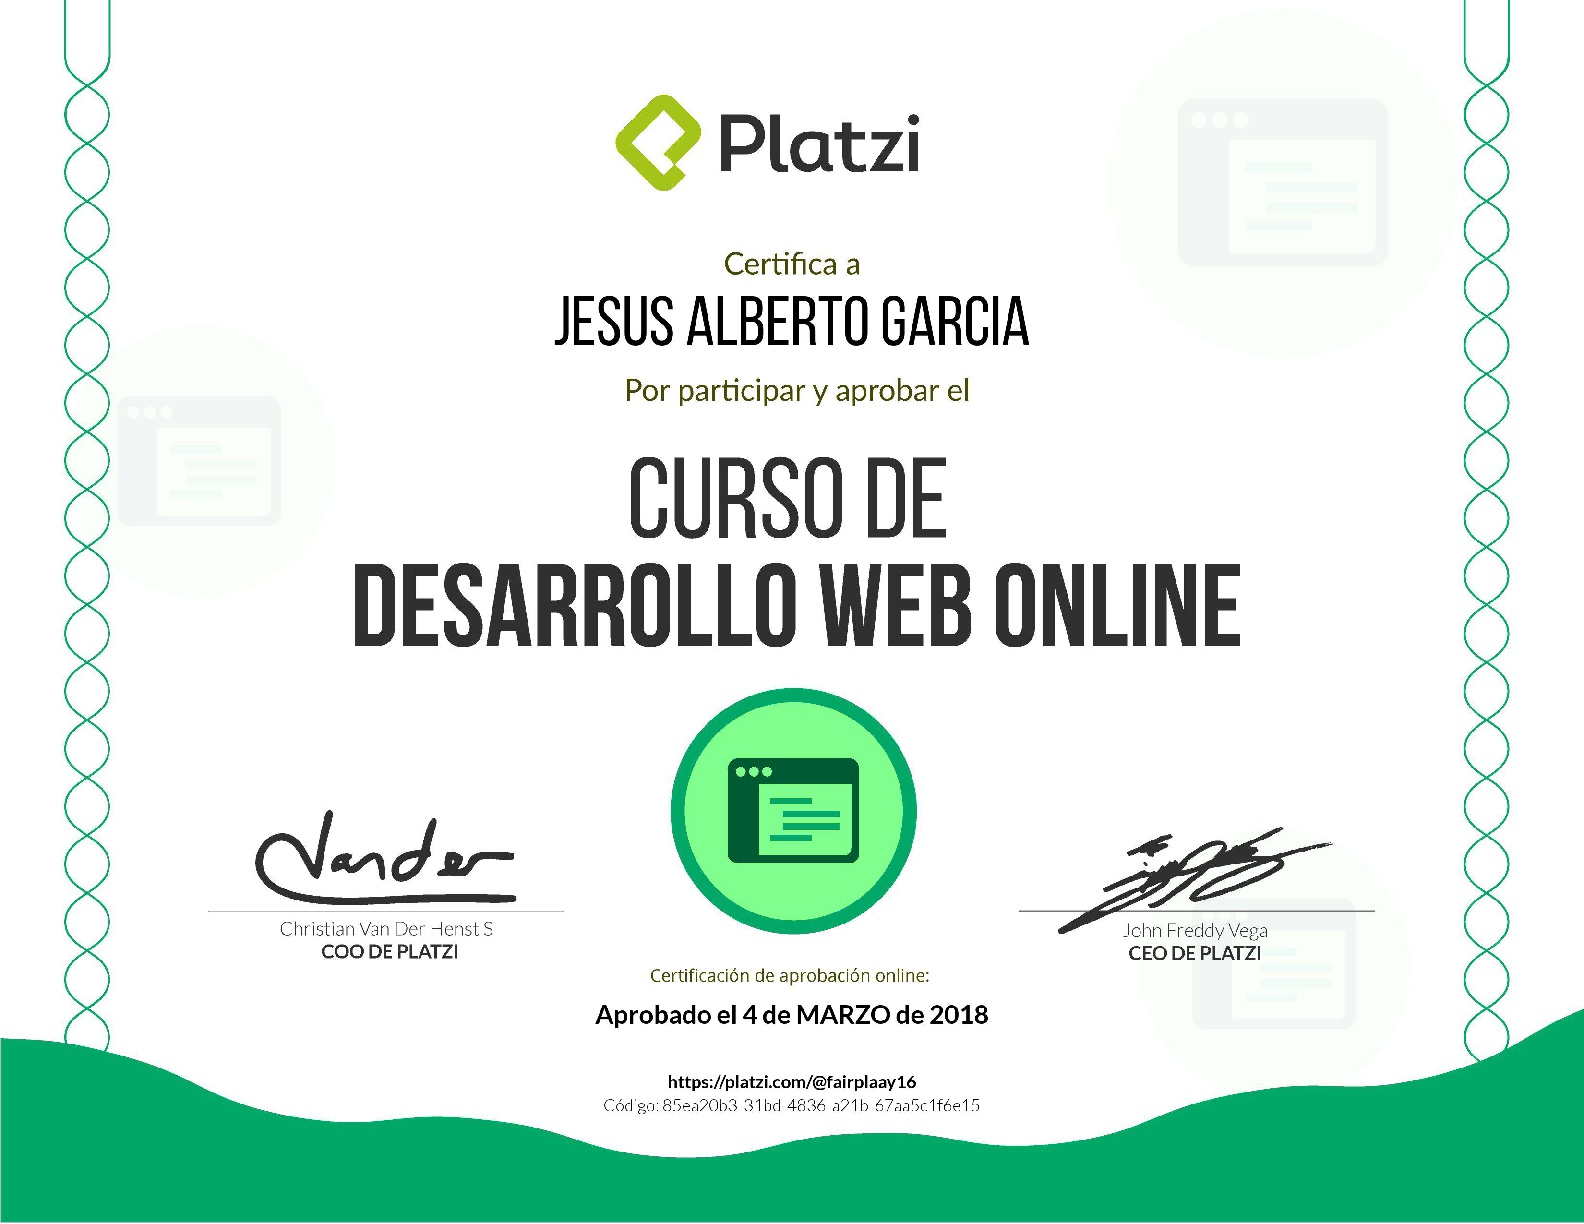 Platzi
Certifica a
JESUS ALBERTO GARCIA
Por participar y aprobar el
CURSO DE
DESARROLLO WEB ONLINE
Vander
Christian Van Der Henst S
COO DE PLATZI
John Freddy Vega
CEO DE PLATZI
Certificación de aprobación online:
Aprobado el 4 de MARZO de 2018
https://platzi.com/@fairplaay16
Código: 85ea20b3-31bd-4836-a21b-67aa5c1f6e15